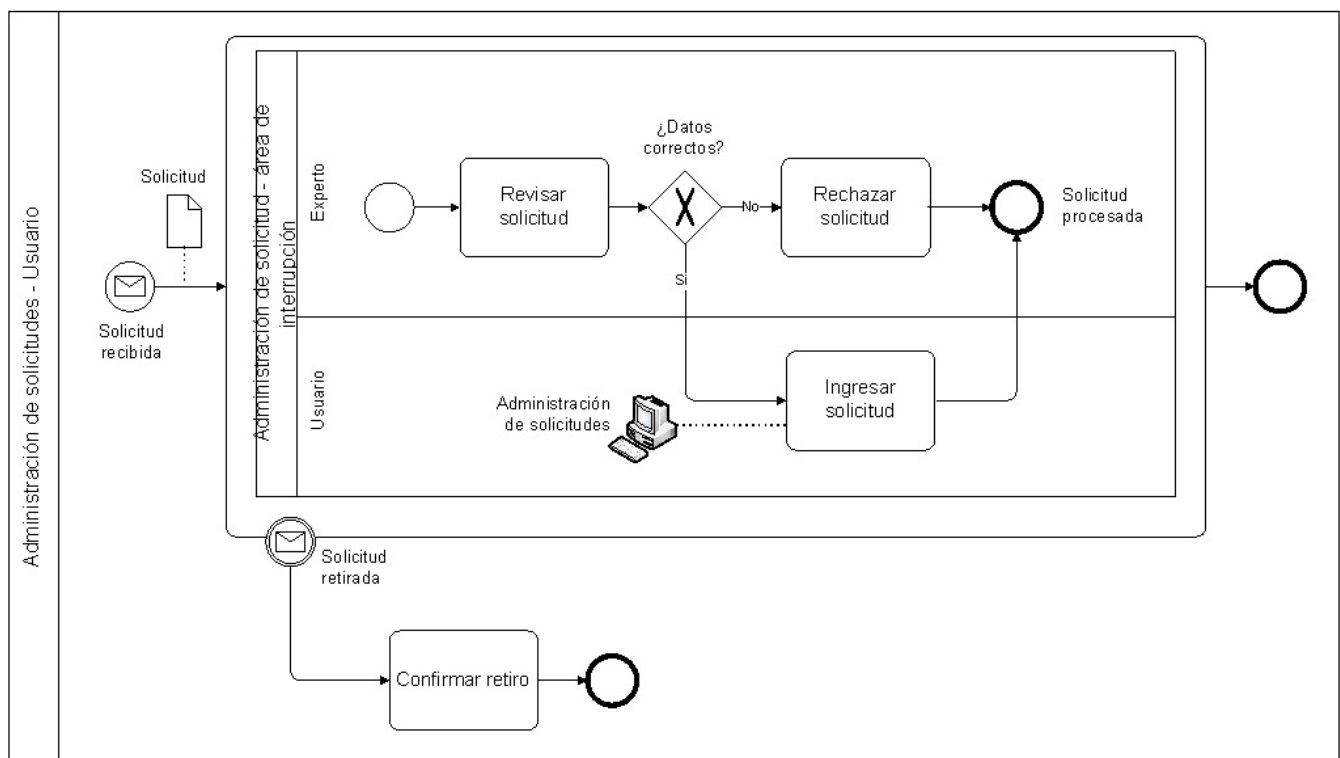 Administración de solicitudes - Usuario
Solicitud
Solicitud
recibida
Administración de solicitud - área de
interrupción
Experto
Revisar
solicitud
¿Datos
correctos?
No
Rechazar
solicitud
Solicitud
procesada
Sí
Usuario
Administración
de solicitudes
Ingresar
solicitud
Solicitud
retirada
Confirmar retiro